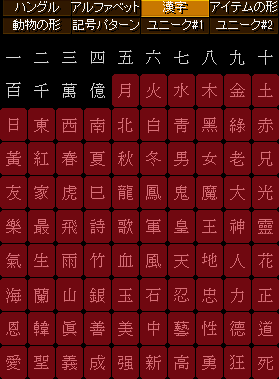 ハングル アルファベット 漢字 アイテムの形
動物の形 記号パターン ユニーク#1 ユニーク#2
一 二 三 四 五 六 七 八 九 十
百 千 萬 億 月 火 水 木 金 土
日 東 西 南 北 白 靑 黑 綠 赤
黃 紅 春 夏 秋 冬 男 女 老 兄
友 家 虎 巳 龍 鳳 鬼 魔 大 光
樂 最 飛 詩 歌 軍 皇 王 神 靈
氣 生 雨 竹 血 風 天 地 人 花
海 蘭 山 銀 玉 石 忍 忠 力 正
恩 韓 眞 善 美 中 藝 性 德 道
愛 聖 義 成 强 新 高 勇 狂 死